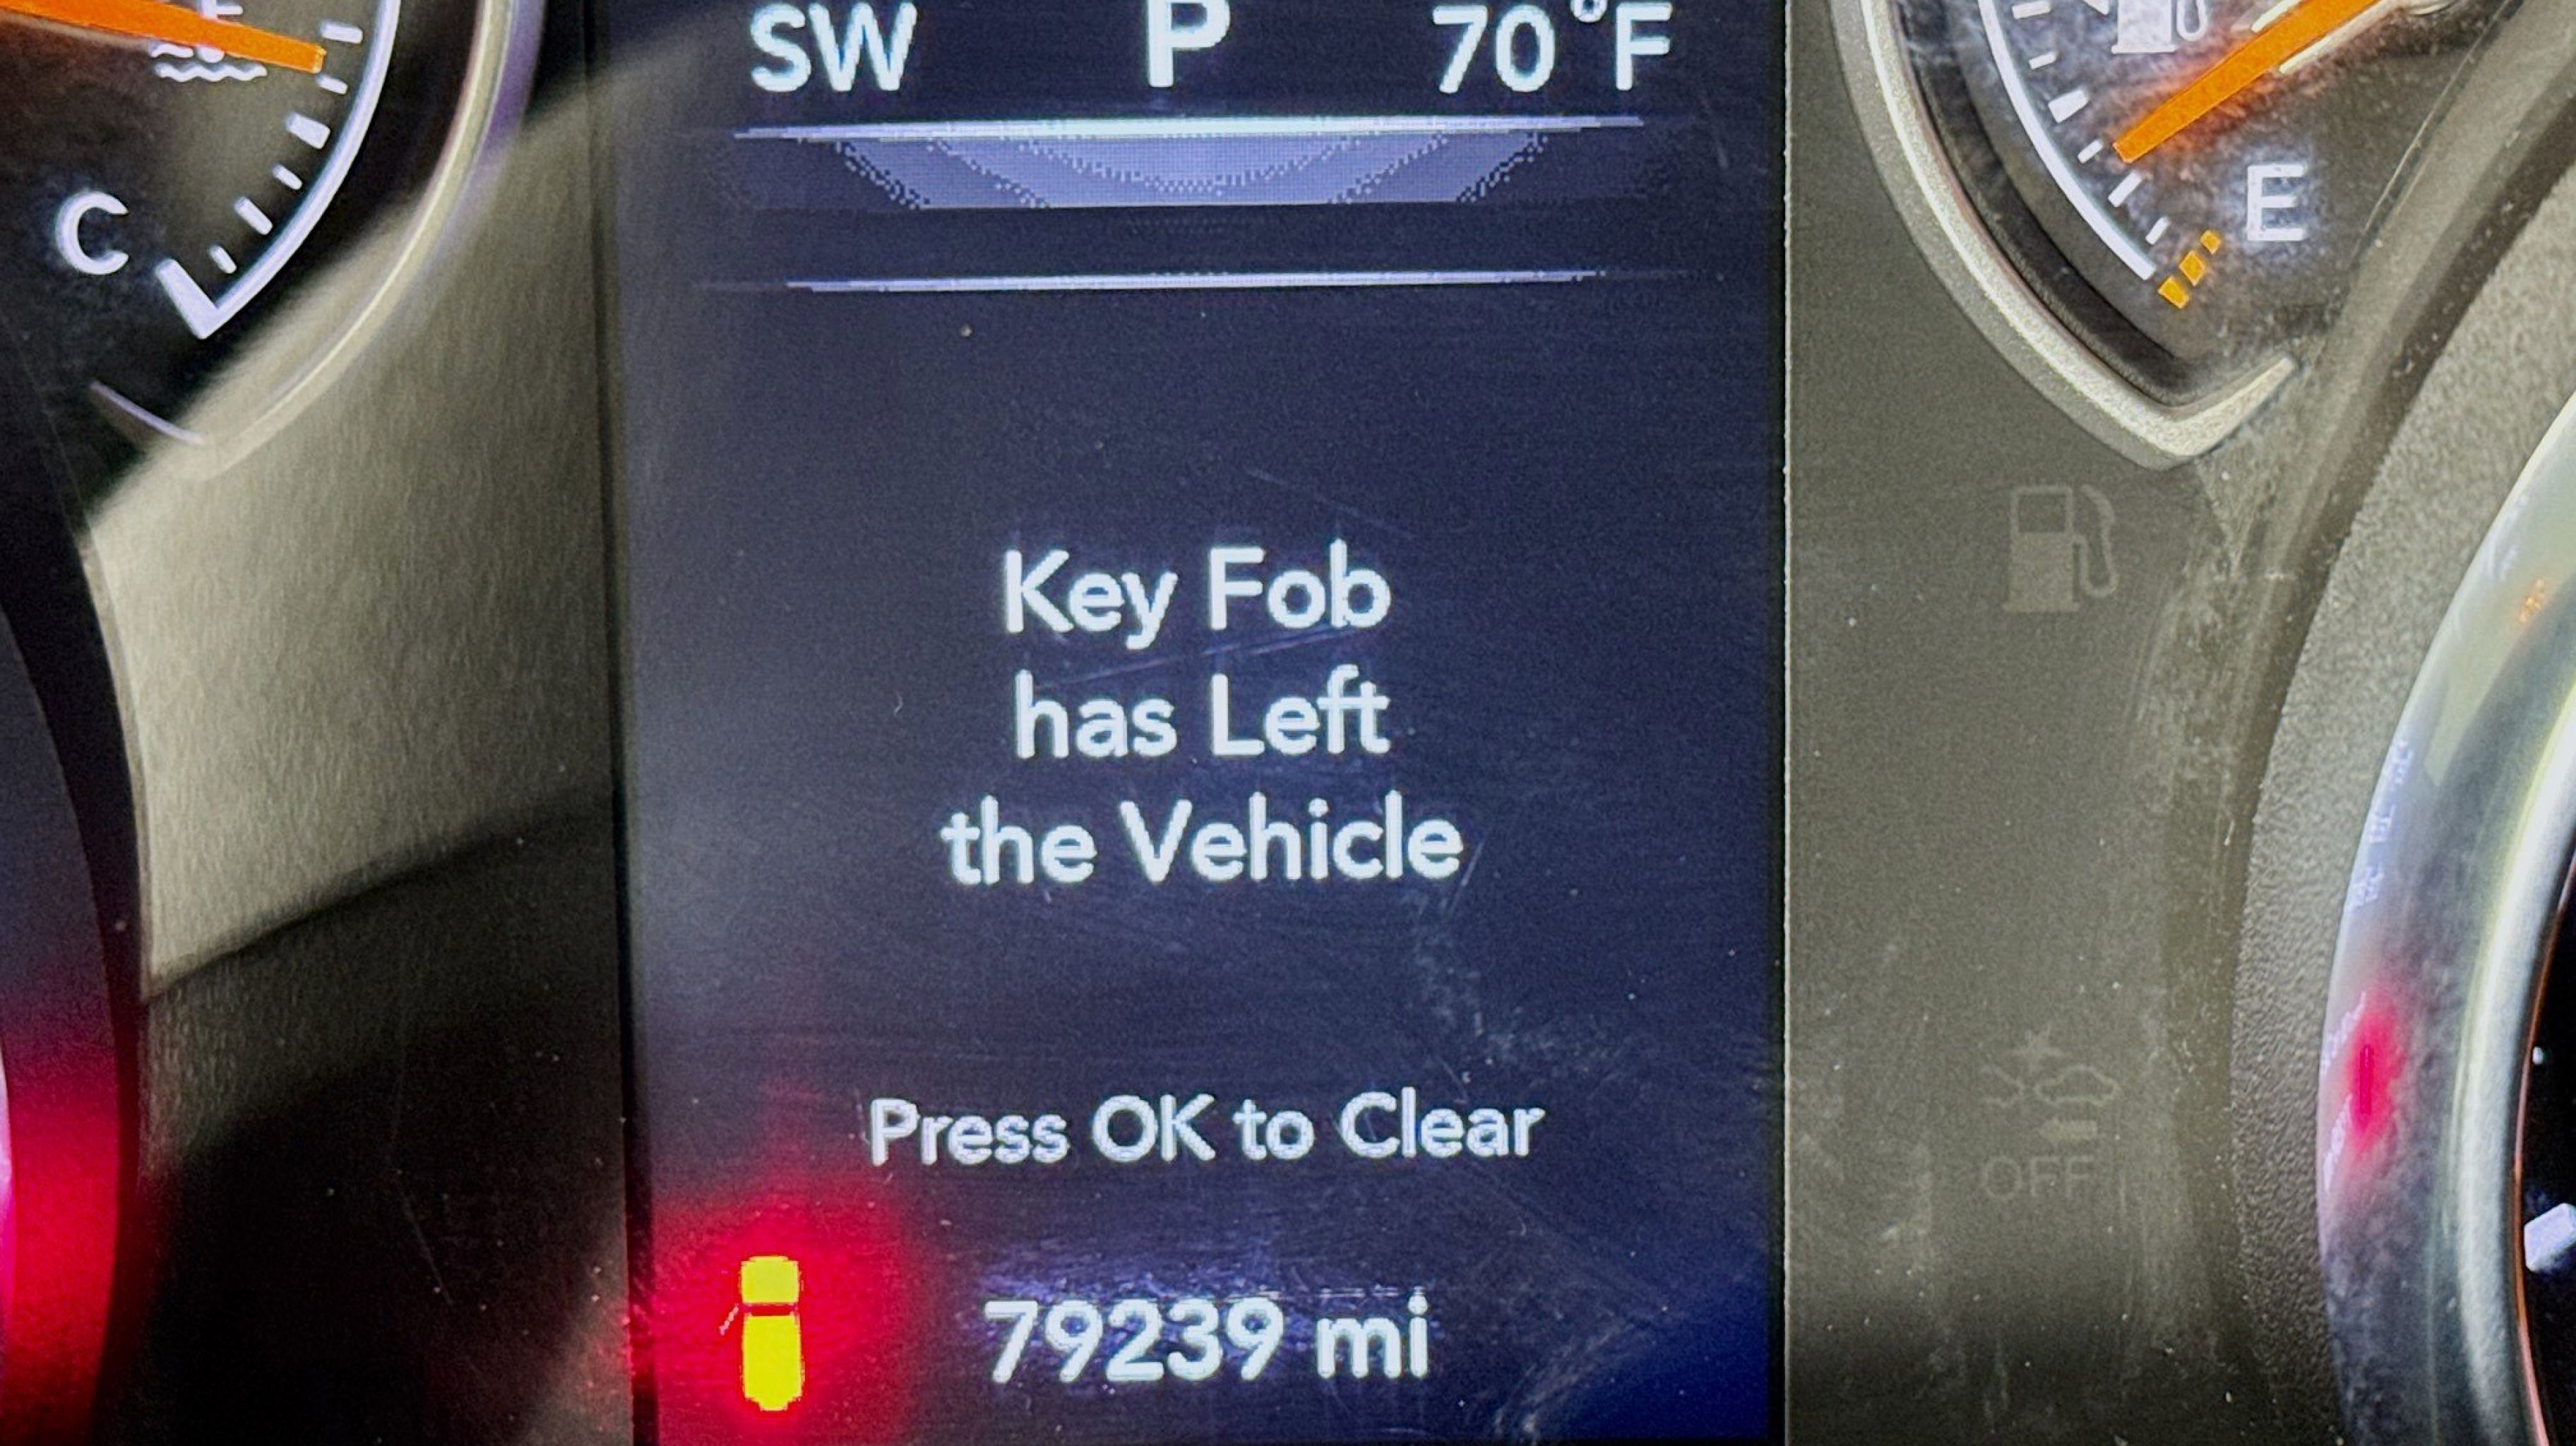 SW P 70°F
C
E
Key Fob
has Left
the Vehicle
Press OK to Clear
OFF
79239 mi